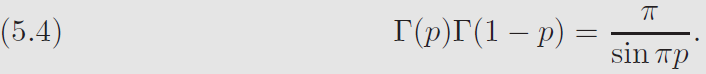 (5.4) Γ(p)Γ(1 − p) = π / sin πp.